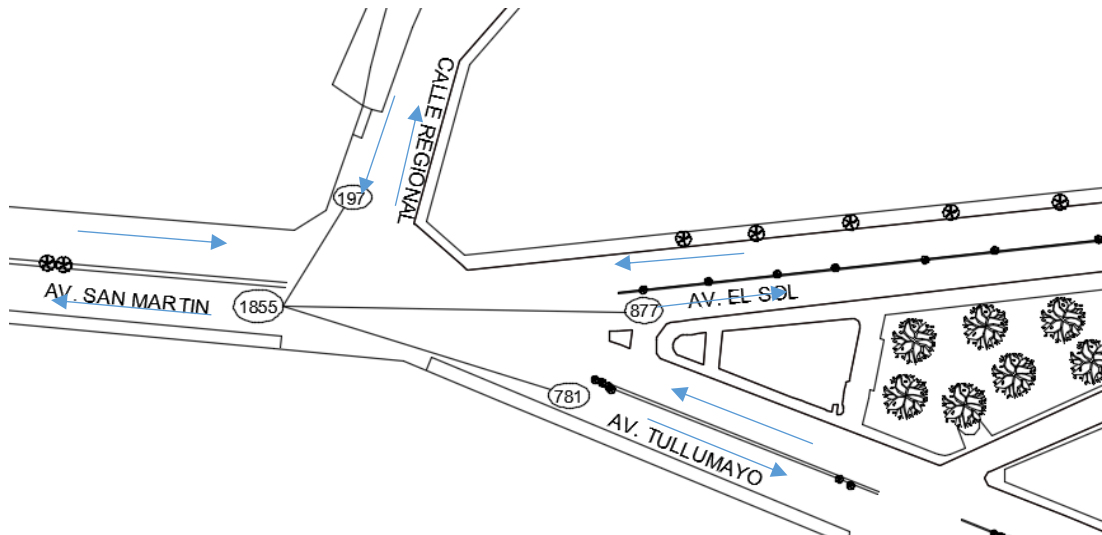 CALLE REGIONAL
197
AV. SAN MARTIN
1855
877
AV. EL SOL
781
AV. TULLUMAYO